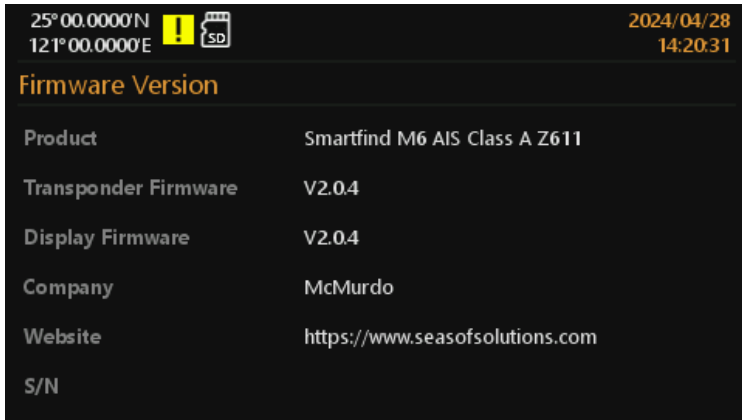 25°00.0000'N
121°00.0000'E
!
SD
2024/04/28
14:20:31
Firmware Version
Product Smartfind M6 AIS Class A Z611
Transponder Firmware V2.0.4
Display Firmware V2.0.4
Company McMurdo
Website https://www.seasofsolutions.com
S/N